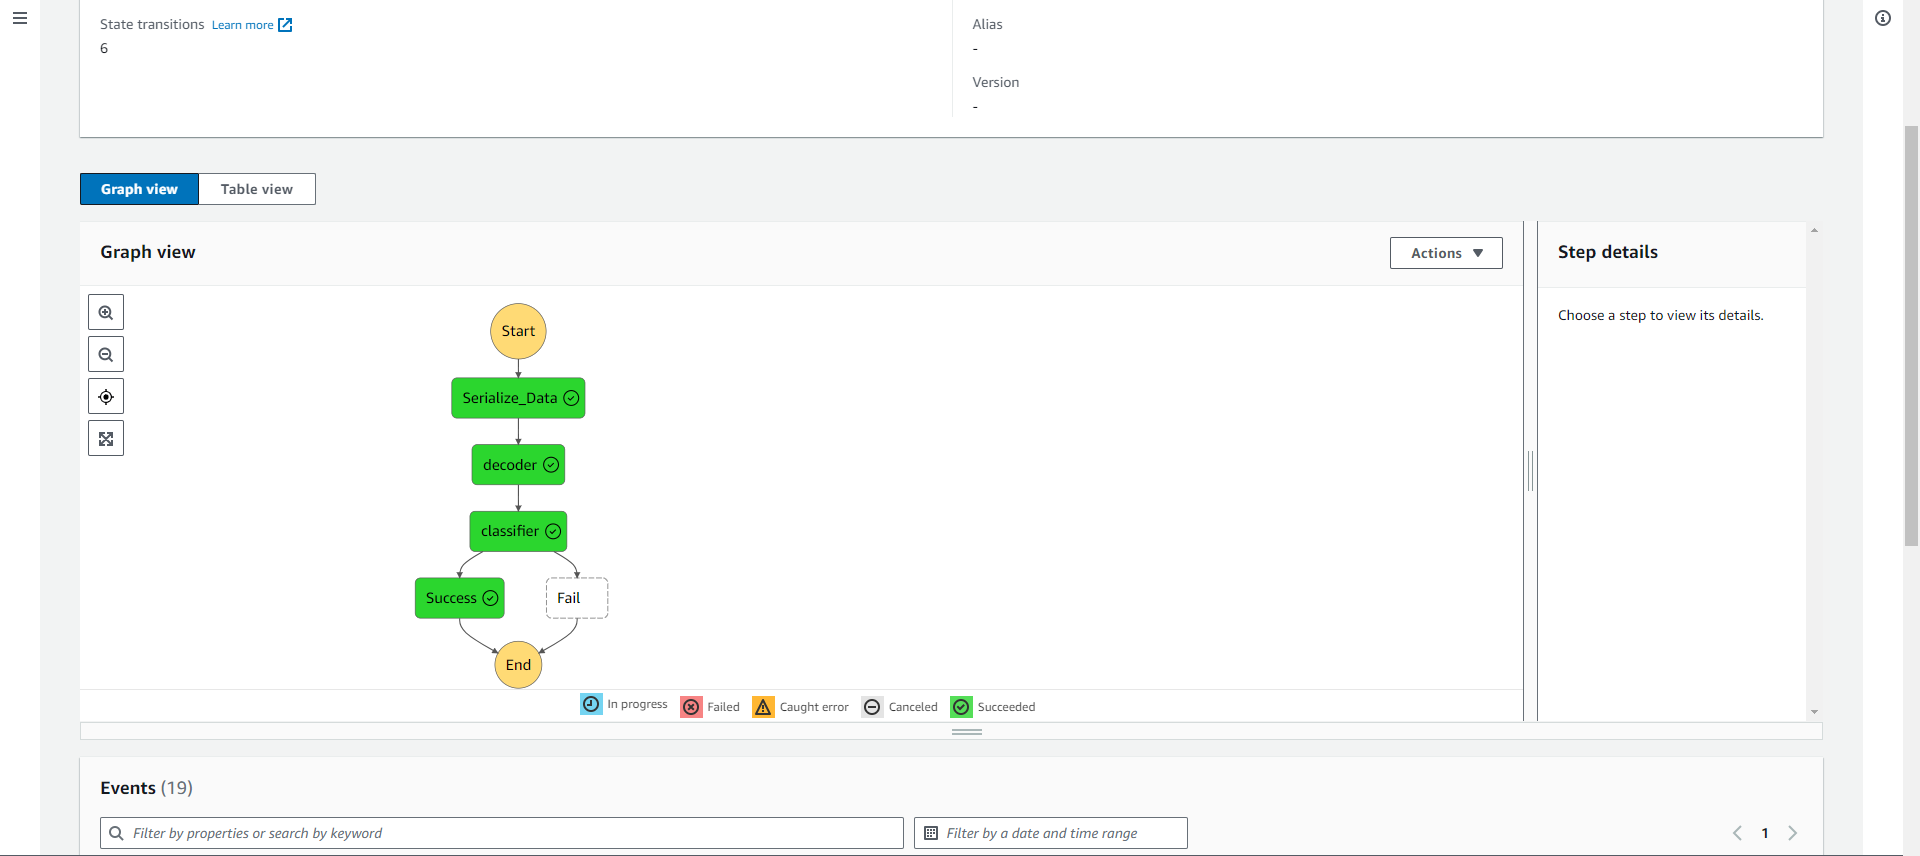 State transitions Learn more
6
Alias
-
Version
-
Graph view Table view
Graph view
Actions
Step details
Choose a step to view its details.
Start
Serialize_Data
decoder
classifier
Success
Fail
End
In progress Failed Caught error Canceled Succeeded
Events (19)
Filter by properties or search by keyword
Filter by a date and time range
1